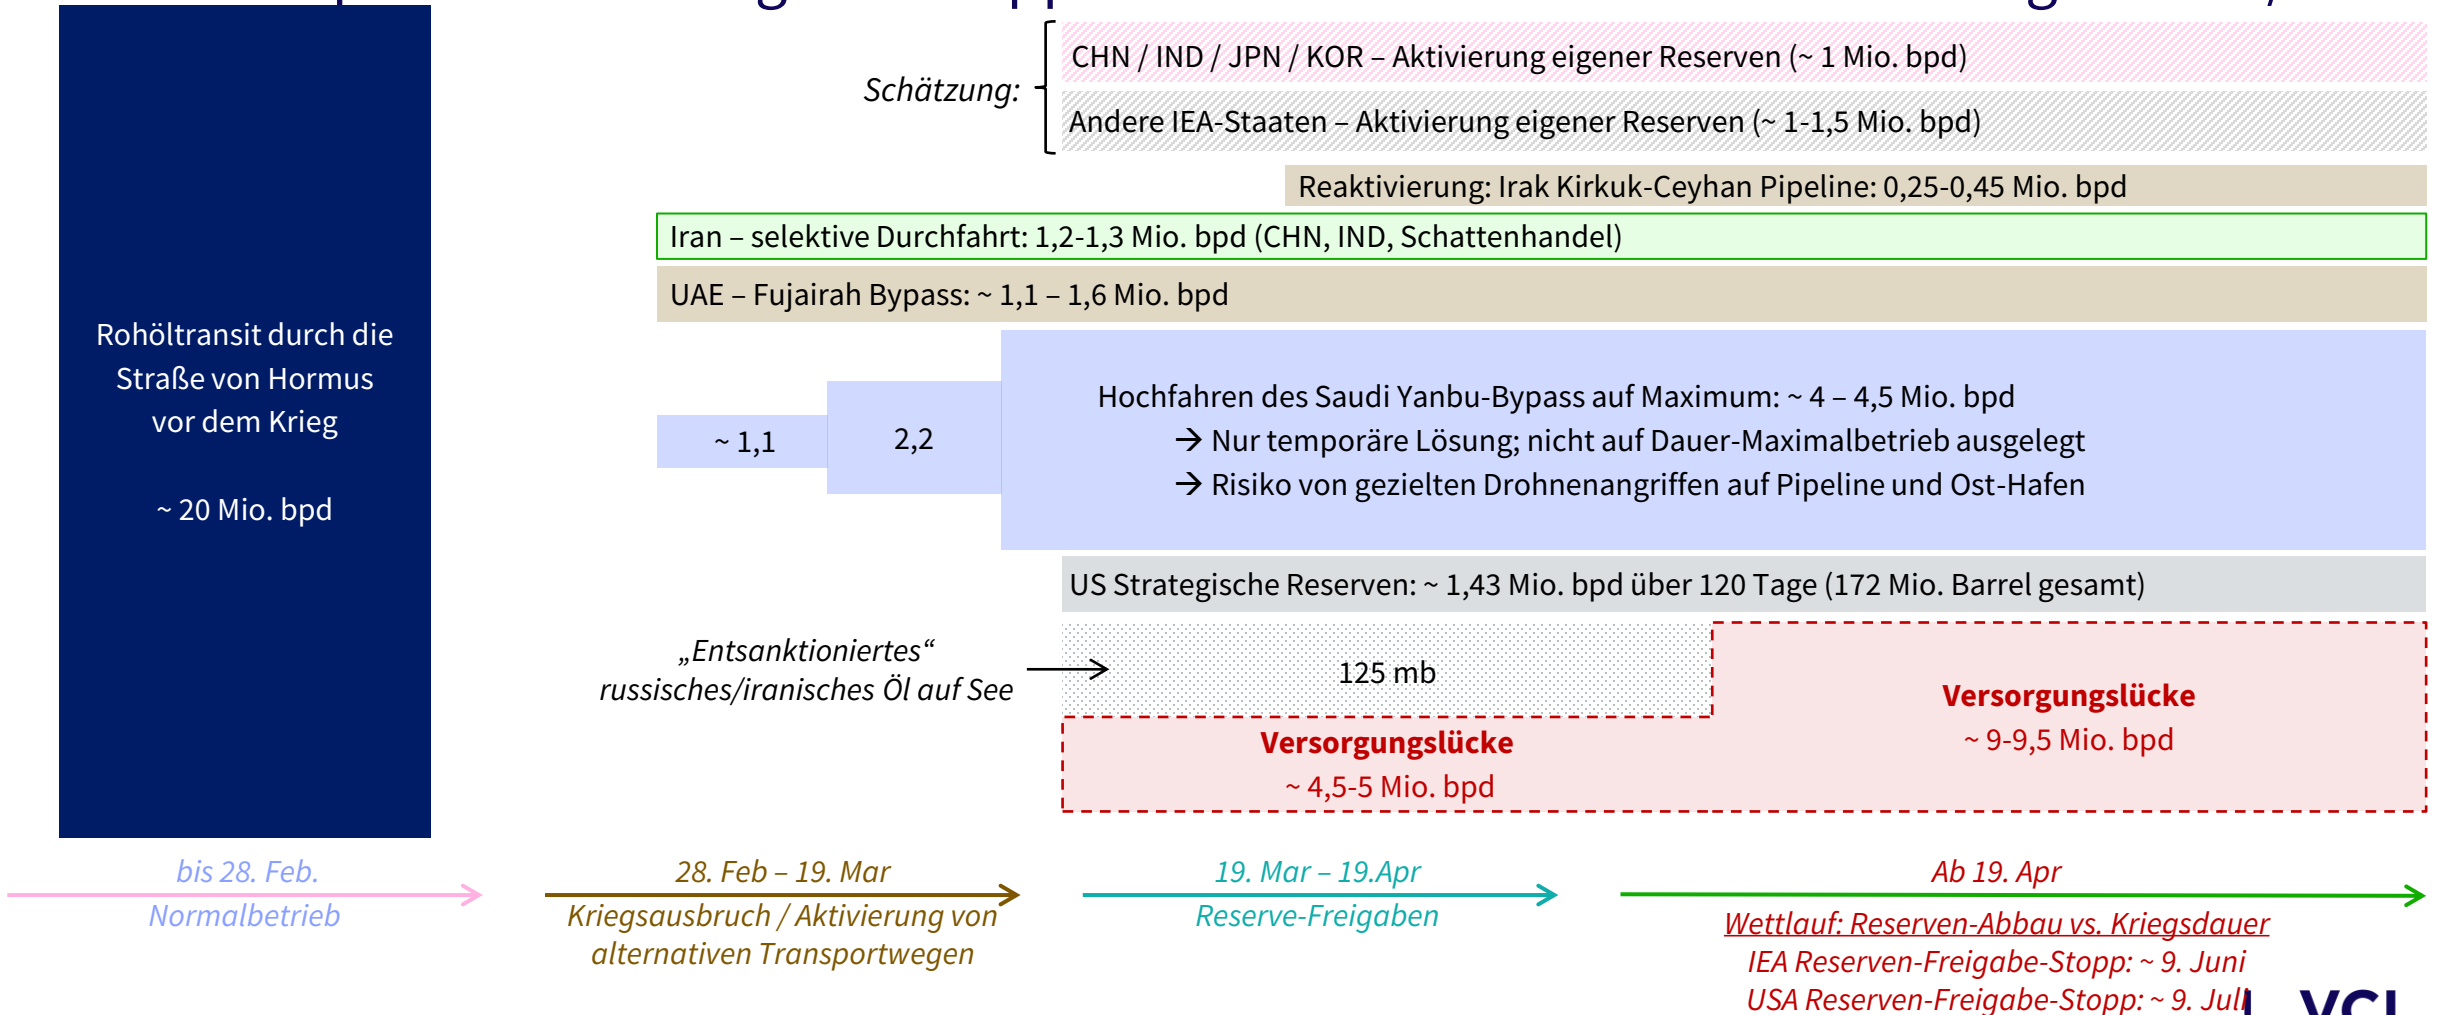 Rohöltransit durch die
Straße von Hormus
vor dem Krieg
~ 20 Mio. bpd
Schätzung:
CHN / IND / JPN / KOR – Aktivierung eigener Reserven (~ 1 Mio. bpd)
Andere IEA-Staaten – Aktivierung eigener Reserven (~ 1-1,5 Mio. bpd)
Reaktivierung: Irak Kirkuk-Ceyhan Pipeline: 0,25-0,45 Mio. bpd
Iran – selektive Durchfahrt: 1,2-1,3 Mio. bpd (CHN, IND, Schattenhandel)
UAE – Fujairah Bypass: ~ 1,1 – 1,6 Mio. bpd
~ 1,1
2,2
Hochfahren des Saudi Yanbu-Bypass auf Maximum: ~ 4 – 4,5 Mio. bpd
→ Nur temporäre Lösung; nicht auf Dauer-Maximalbetrieb ausgelegt
→ Risiko von gezielten Drohnenangriffen auf Pipeline und Ost-Hafen
US Strategische Reserven: ~ 1,43 Mio. bpd über 120 Tage (172 Mio. Barrel gesamt)
„Entsanktioniertes“
russisches/iranisches Öl auf See
125 mb
Versorgungslücke
~ 4,5-5 Mio. bpd
Versorgungslücke
~ 9-9,5 Mio. bpd
bis 28. Feb.
Normalbetrieb
28. Feb – 19. Mar
Kriegsausbruch / Aktivierung von
alternativen Transportwegen
19. Mar – 19.Apr
Reserve-Freigaben
Ab 19. Apr
Wettlauf: Reserven-Abbau vs. Kriegsdauer
IEA Reserven-Freigabe-Stopp: ~ 9. Juni
USA Reserven-Freigabe-Stopp: ~ 9. Juli
VCI